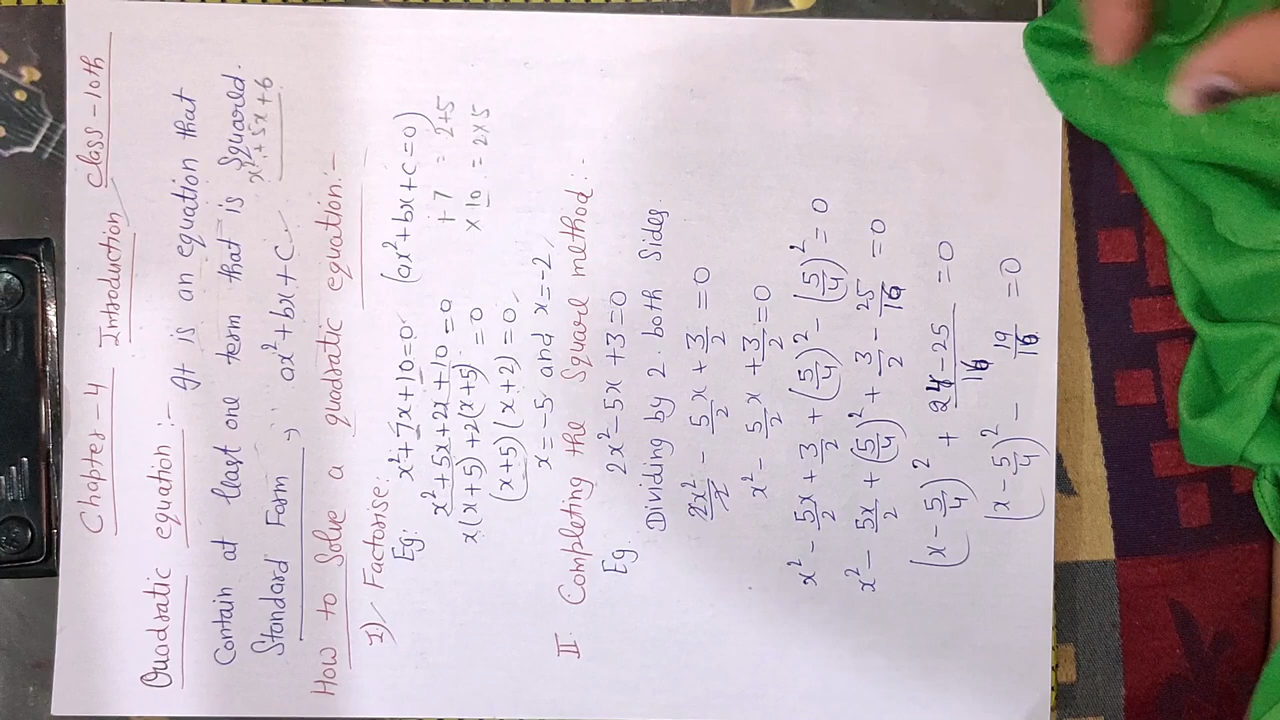 Chapter-4 Introduction Class-10th
Quadratic equation :- It is an equation that
Contain at least one term that is Squared.
Standard Form → ax²+bx+c x²+5x+6
How to Solve a quadratic equation:-
I) Factorise: (ax²+bx+c=0)
Eg: x²+7x+10=0 +7 = 2+5
x²+5x+2x+10=0 x10 = 2x5
x(x+5)+2(x+5)=0
(x+5)(x+2)=0
x=-5 and x=-2
II. Completing the Square method:
Eg. 2x²-5x+3=0
Dividing by 2 both Sides.
2x²/2 - 5/2 x + 3/2 = 0
x² - 5/2 x + 3/2 = 0
x² - 5x/2 + 3/2 + (5/4)² - (5/4)² = 0
x² - 5x/2 + (5/4)² + 3/2 - 25/16 = 0
(x - 5/4)² + 24-25/16 = 0
(x - 5/4)² - 19/16 = 0